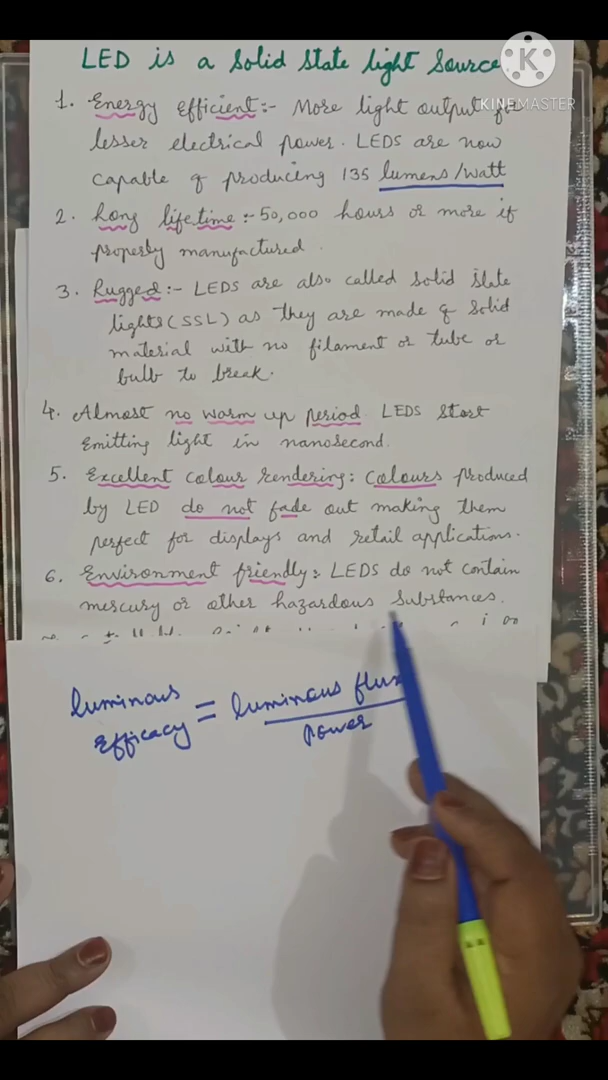 LED is a solid state light source
KINEMASTER
1. Energy efficient:- More light output for
lesser electrical power. LEDS are now
capable of producing 135 lumens/watt
2. Long life time:- 50,000 hours or more if
properly manufactured.
3. Rugged:- LEDS are also called solid state
lights(SSL) as they are made of solid
material with no filament or tube or
bulb to break.
4. Almost no warm up period. LEDS start
emitting light in nanosecond.
5. Excellent colour rendering: Colours produced
by LED do not fade out making them
perfect for displays and retail applications.
6. Environment friendly: LEDS do not contain
mercury or other hazardous substances.
luminous
efficacy = luminous flux
power